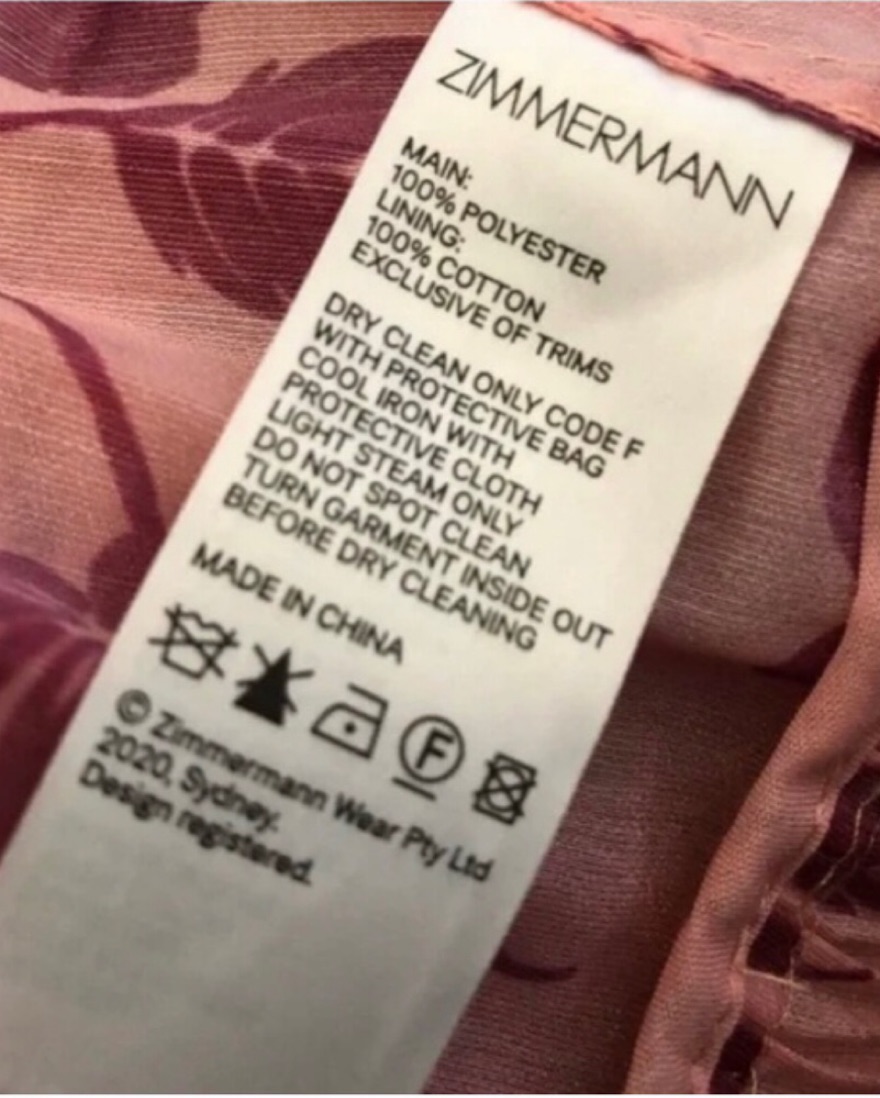 ZIMMERMANN
MAIN:
100% POLYESTER
LINING:
100% COTTON
EXCLUSIVE OF TRIMS
DRY CLEAN ONLY CODE F
WITH PROTECTIVE BAG
COOL IRON WITH
PROTECTIVE CLOTH
LIGHT STEAM ONLY
DO NOT SPOT CLEAN
TURN GARMENT INSIDE OUT
BEFORE DRY CLEANING
MADE IN CHINA
F
© Zimmermann Wear Pty Ltd
2020, Sydney.
Design registered.